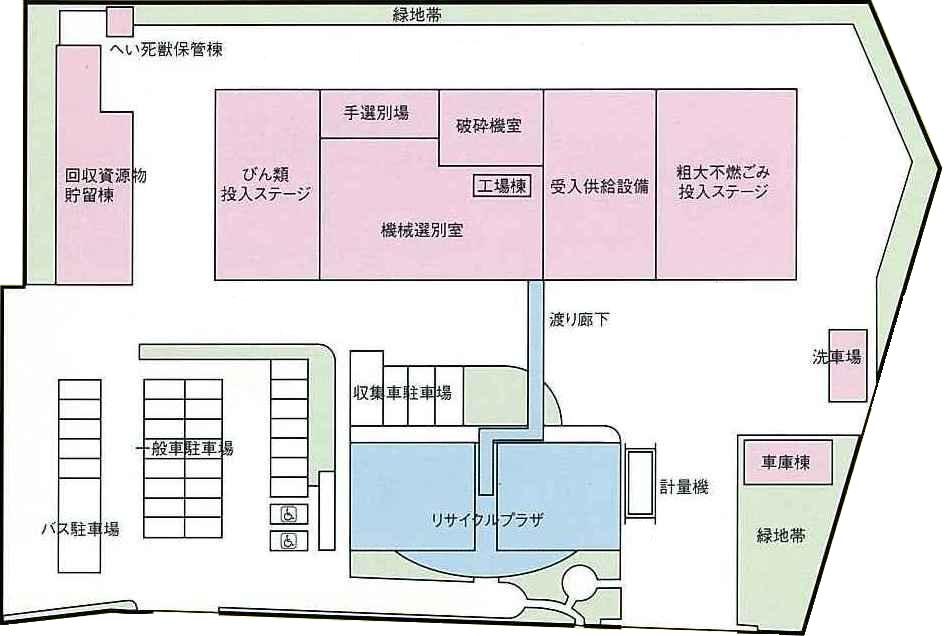 緑地帯
へい死獣保管棟
手選別場
破砕機室
回収資源物
貯留棟
びん類
投入ステージ
工場棟
受入供給設備
粗大不燃ごみ
投入ステージ
機械選別室
渡り廊下
洗車場
収集車駐車場
一般車駐車場
車庫棟
計量機
リサイクルプラザ
バス駐車場
緑地帯